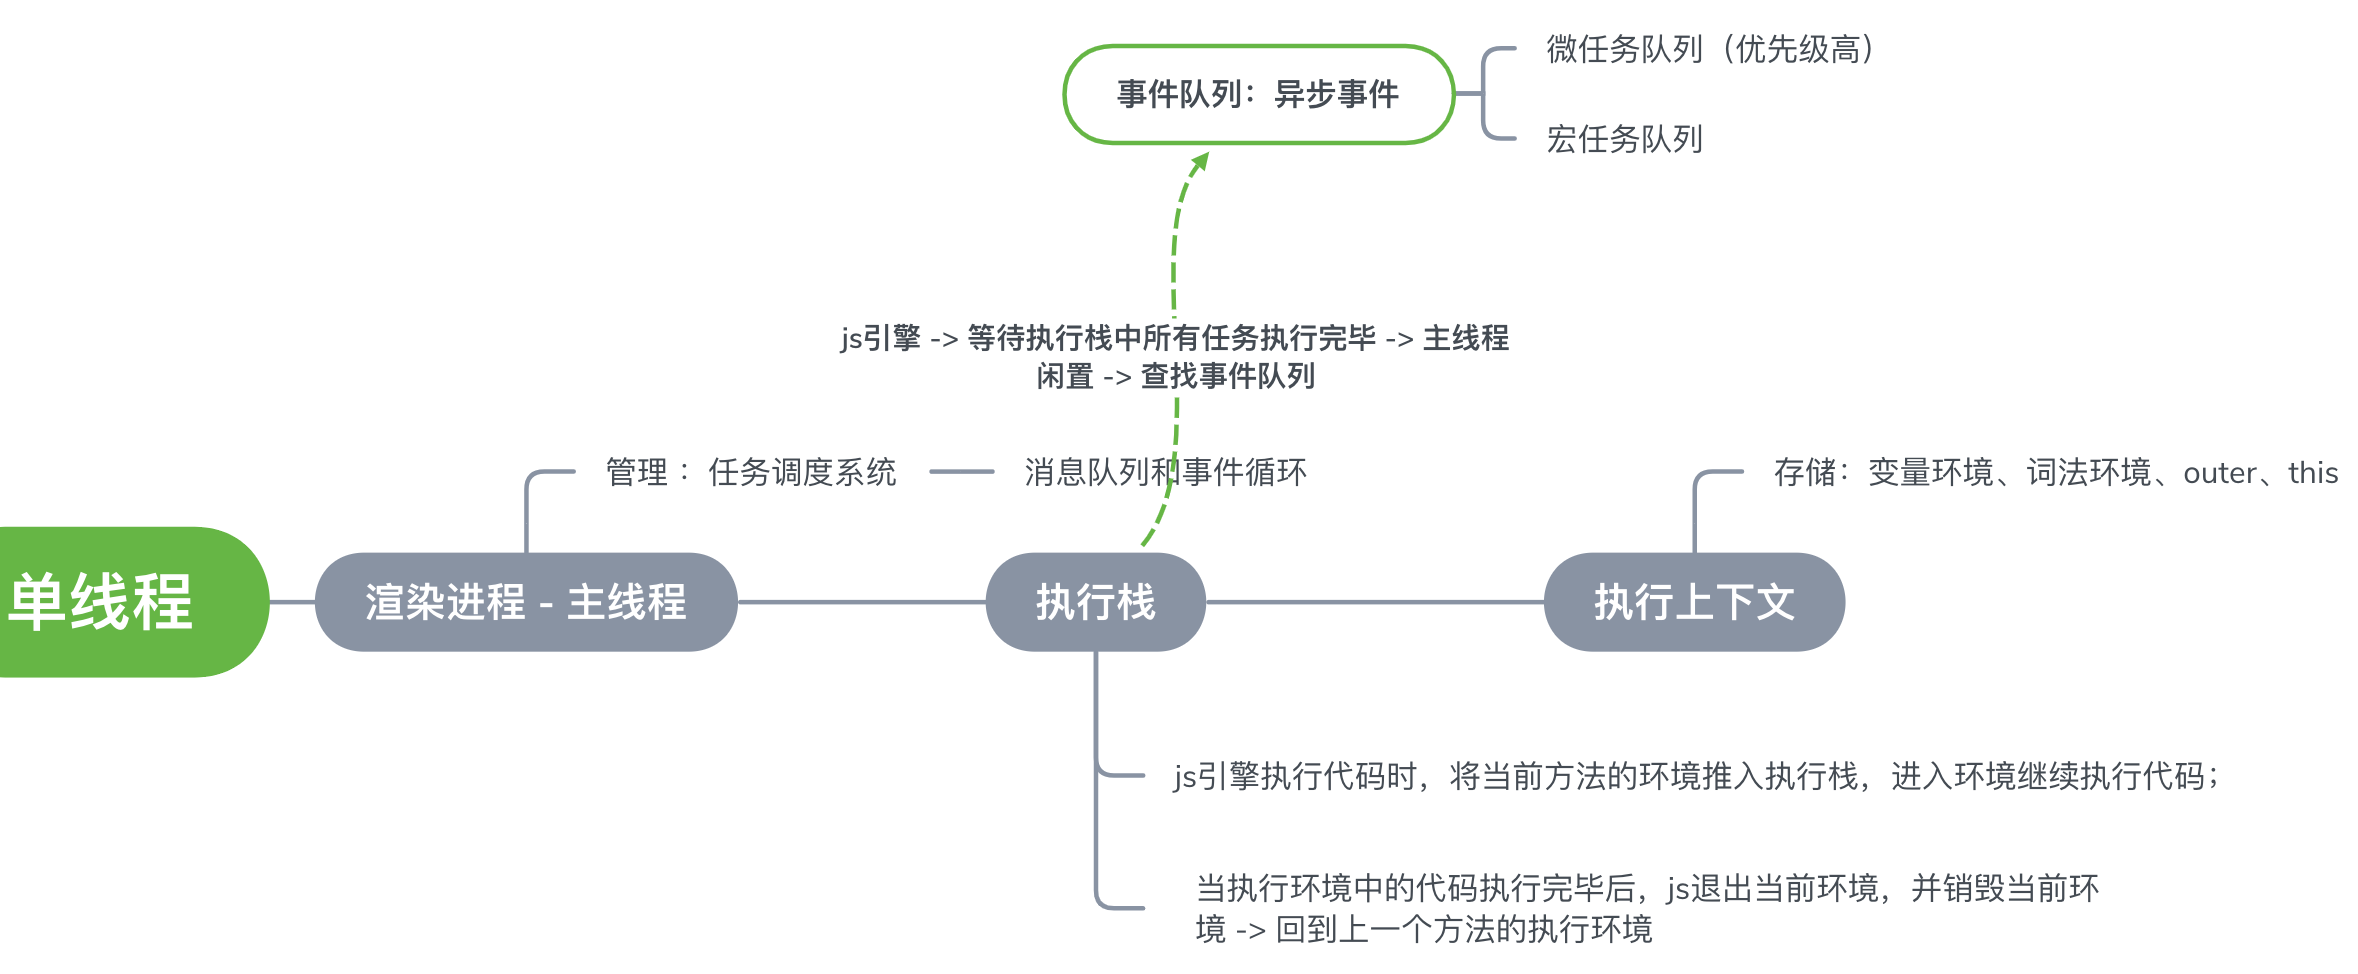 微任务队列（优先级高）
事件队列：异步事件
宏任务队列
js引擎 -> 等待执行栈中所有任务执行完毕 -> 主线程
闲置 -> 查找事件队列
管理 ：任务调度系统
消息队列和事件循环
存储：变量环境、词法环境、outer、this
单线程
渲染进程 - 主线程
执行栈
执行上下文
js引擎执行代码时，将当前方法的环境推入执行栈，进入环境继续执行代码；
当执行环境中的代码执行完毕后，js退出当前环境，并销毁当前环
境 -> 回到上一个方法的执行环境